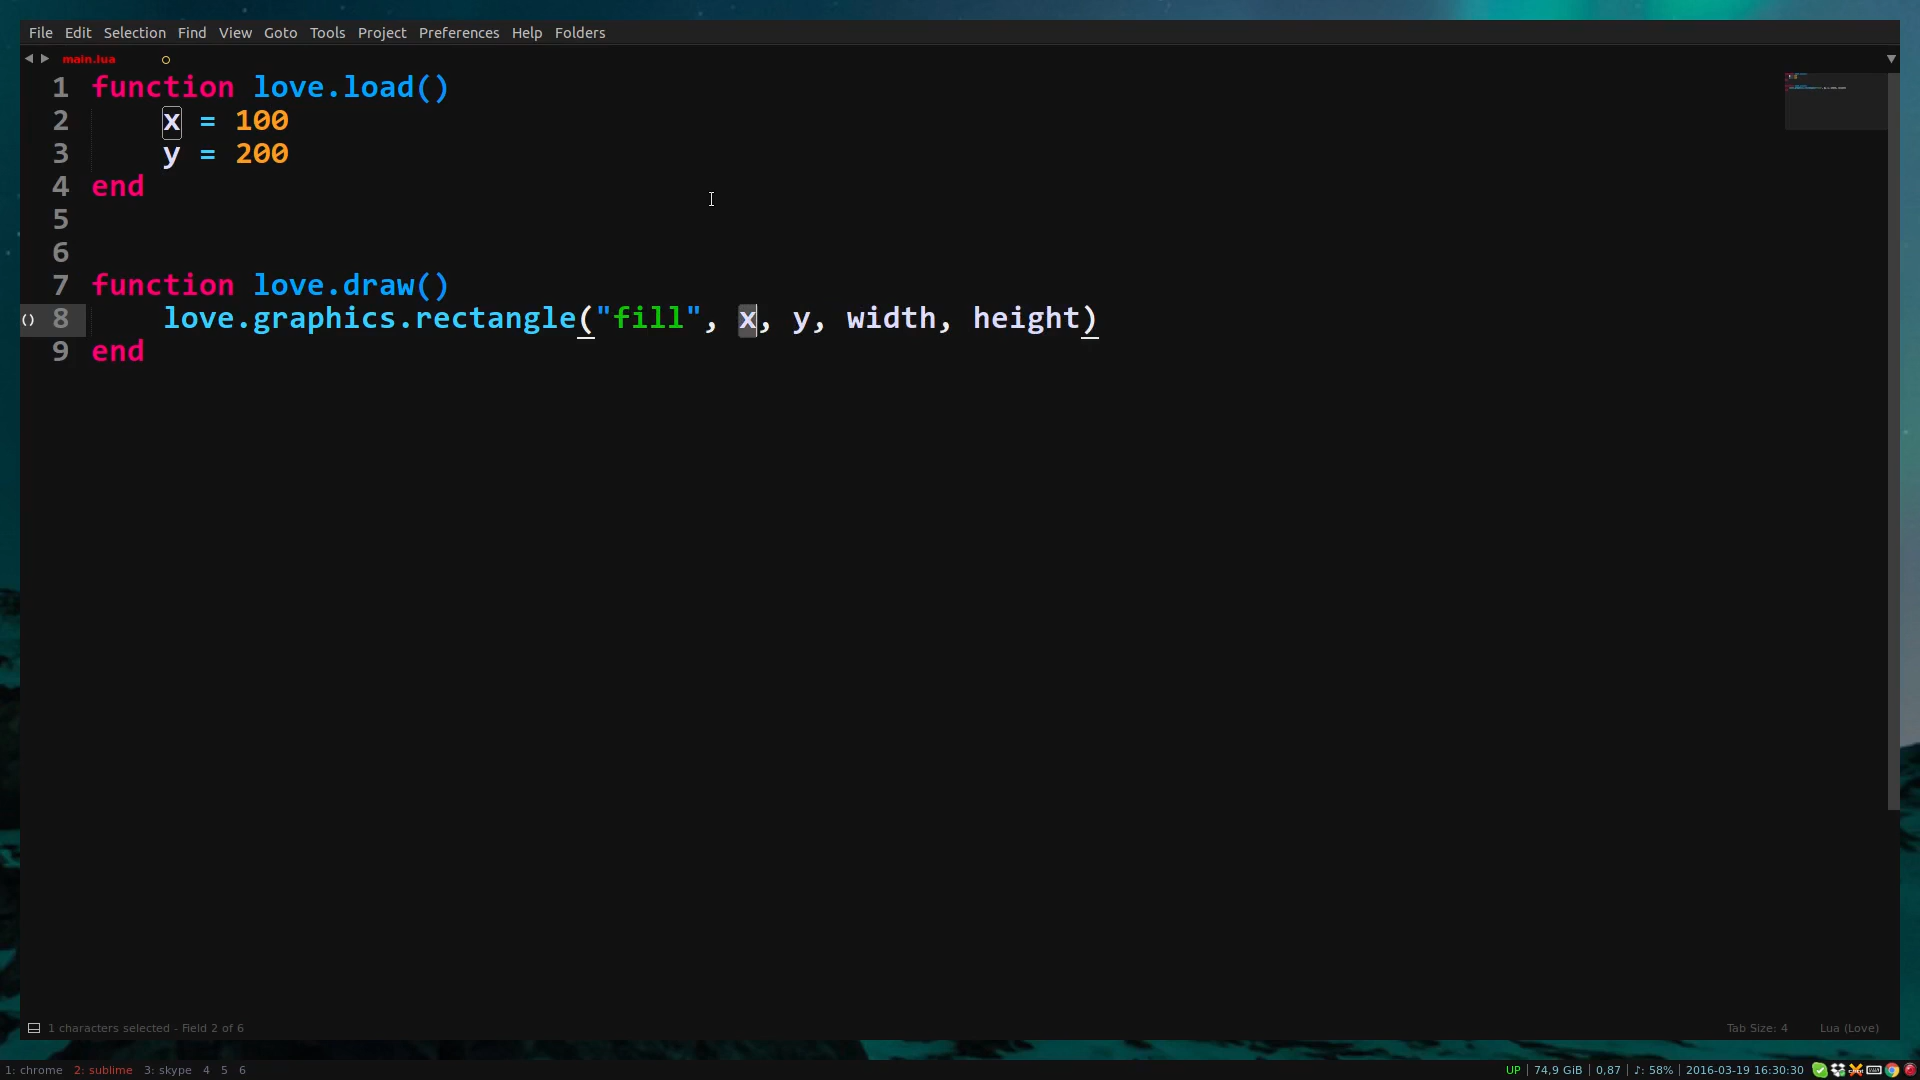 File Edit Selection Find View Goto Tools Project Preferences Help Folders
main.lua
1 function love.load()
2 x = 100
3 y = 200
4 end
5
6
7 function love.draw()
() 8 love.graphics.rectangle("fill", x, y, width, height)
9 end
1 characters selected - Field 2 of 6 Tab Size: 4 Lua (Love)
1: chrome 2: sublime 3: skype 4 5 6 UP | 74,9 GiB | 0,87 | ♪: 58% | 2016-03-19 16:30:30